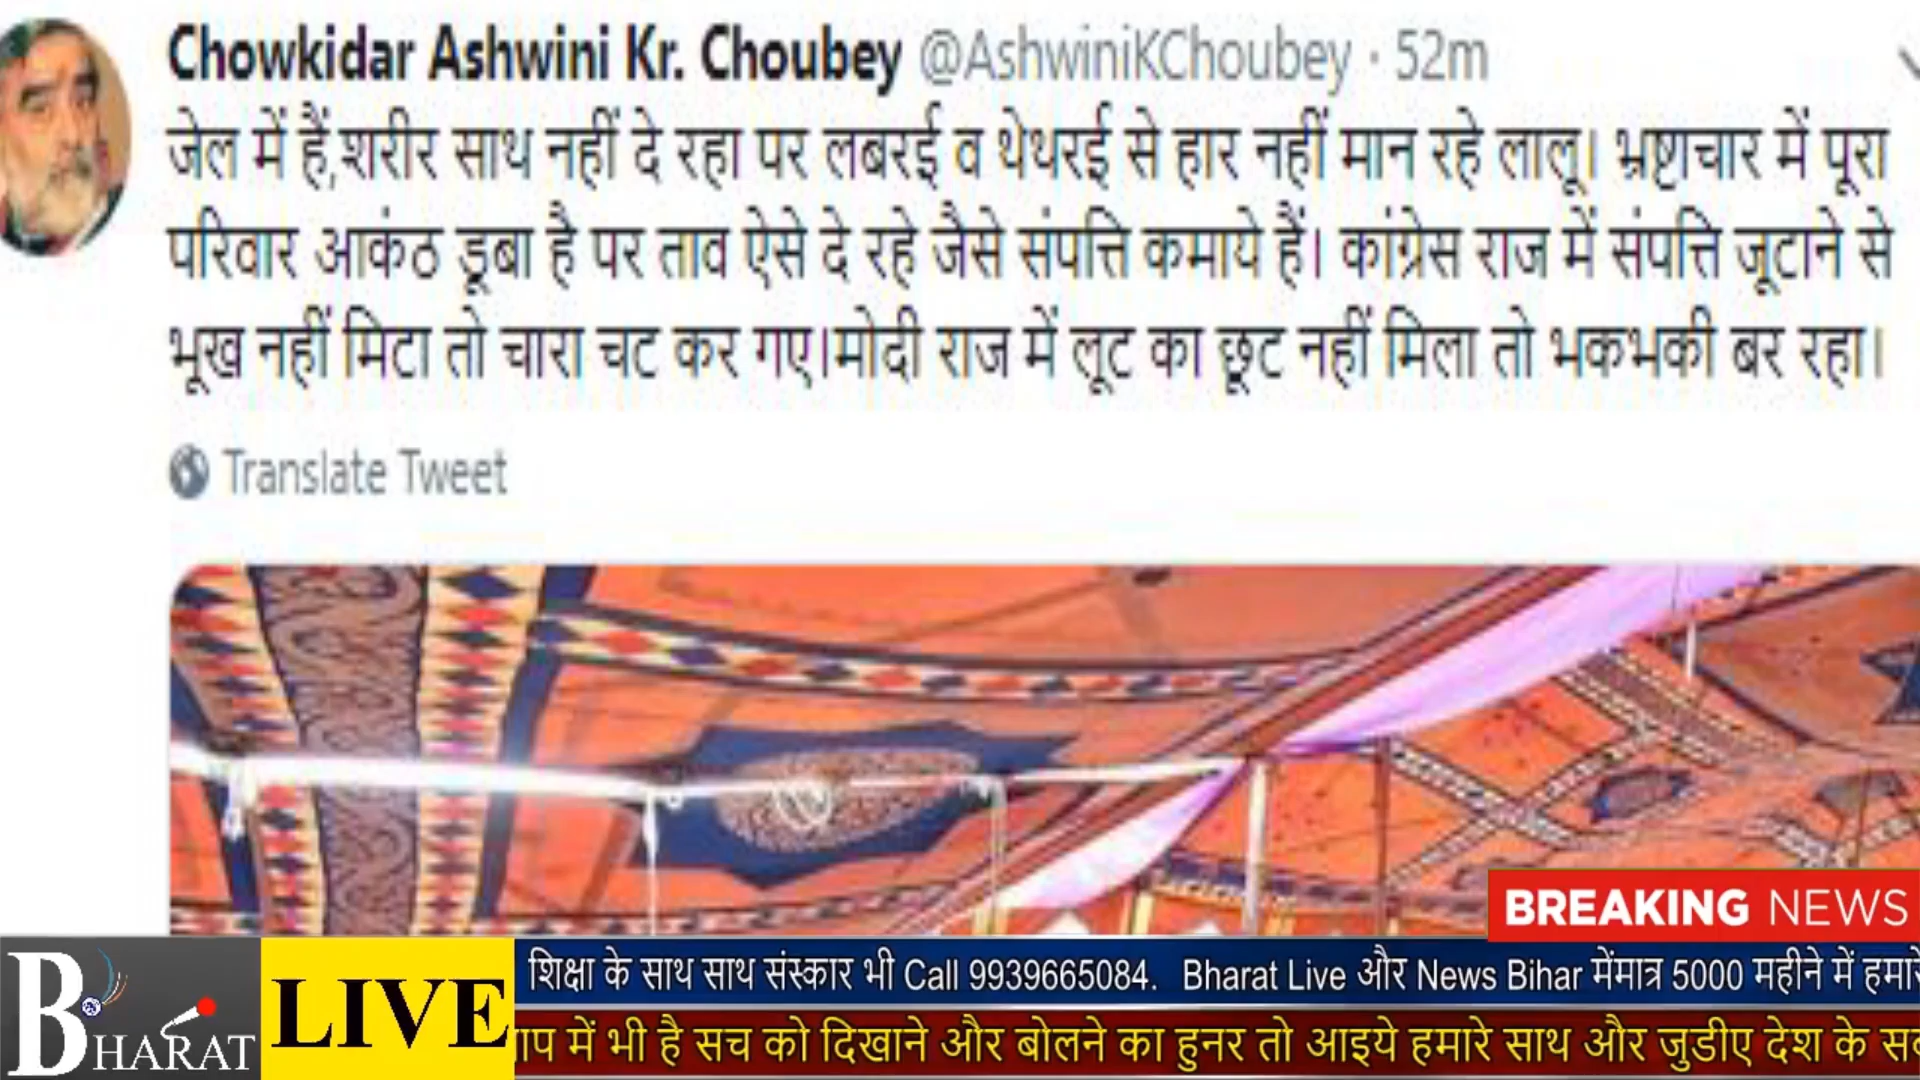 Chowkidar Ashwini Kr. Choubey @AshwiniKChoubey · 52m
जेल में हैं,शरीर साथ नहीं दे रहा पर लबरई व थेथरई से हार नहीं मान रहे लालू। भ्रष्टाचार में पूरा
परिवार आकंठ डूबा है पर ताव ऐसे दे रहे जैसे संपत्ति कमाये हैं। कांग्रेस राज में संपत्ति जूटाने से
भूख नहीं मिटा तो चारा चट कर गए।मोदी राज में लूट का छूट नहीं मिला तो भकभकी बर रहा।
Translate Tweet
BREAKING NEWS
BHARAT LIVE
शिक्षा के साथ साथ संस्कार भी Call 9939665084. Bharat Live और News Bihar मेंमात्र 5000 महीने में हमारे
में भी है सच को दिखाने और बोलने का हुनर तो आइये हमारे साथ और जुडीए देश के